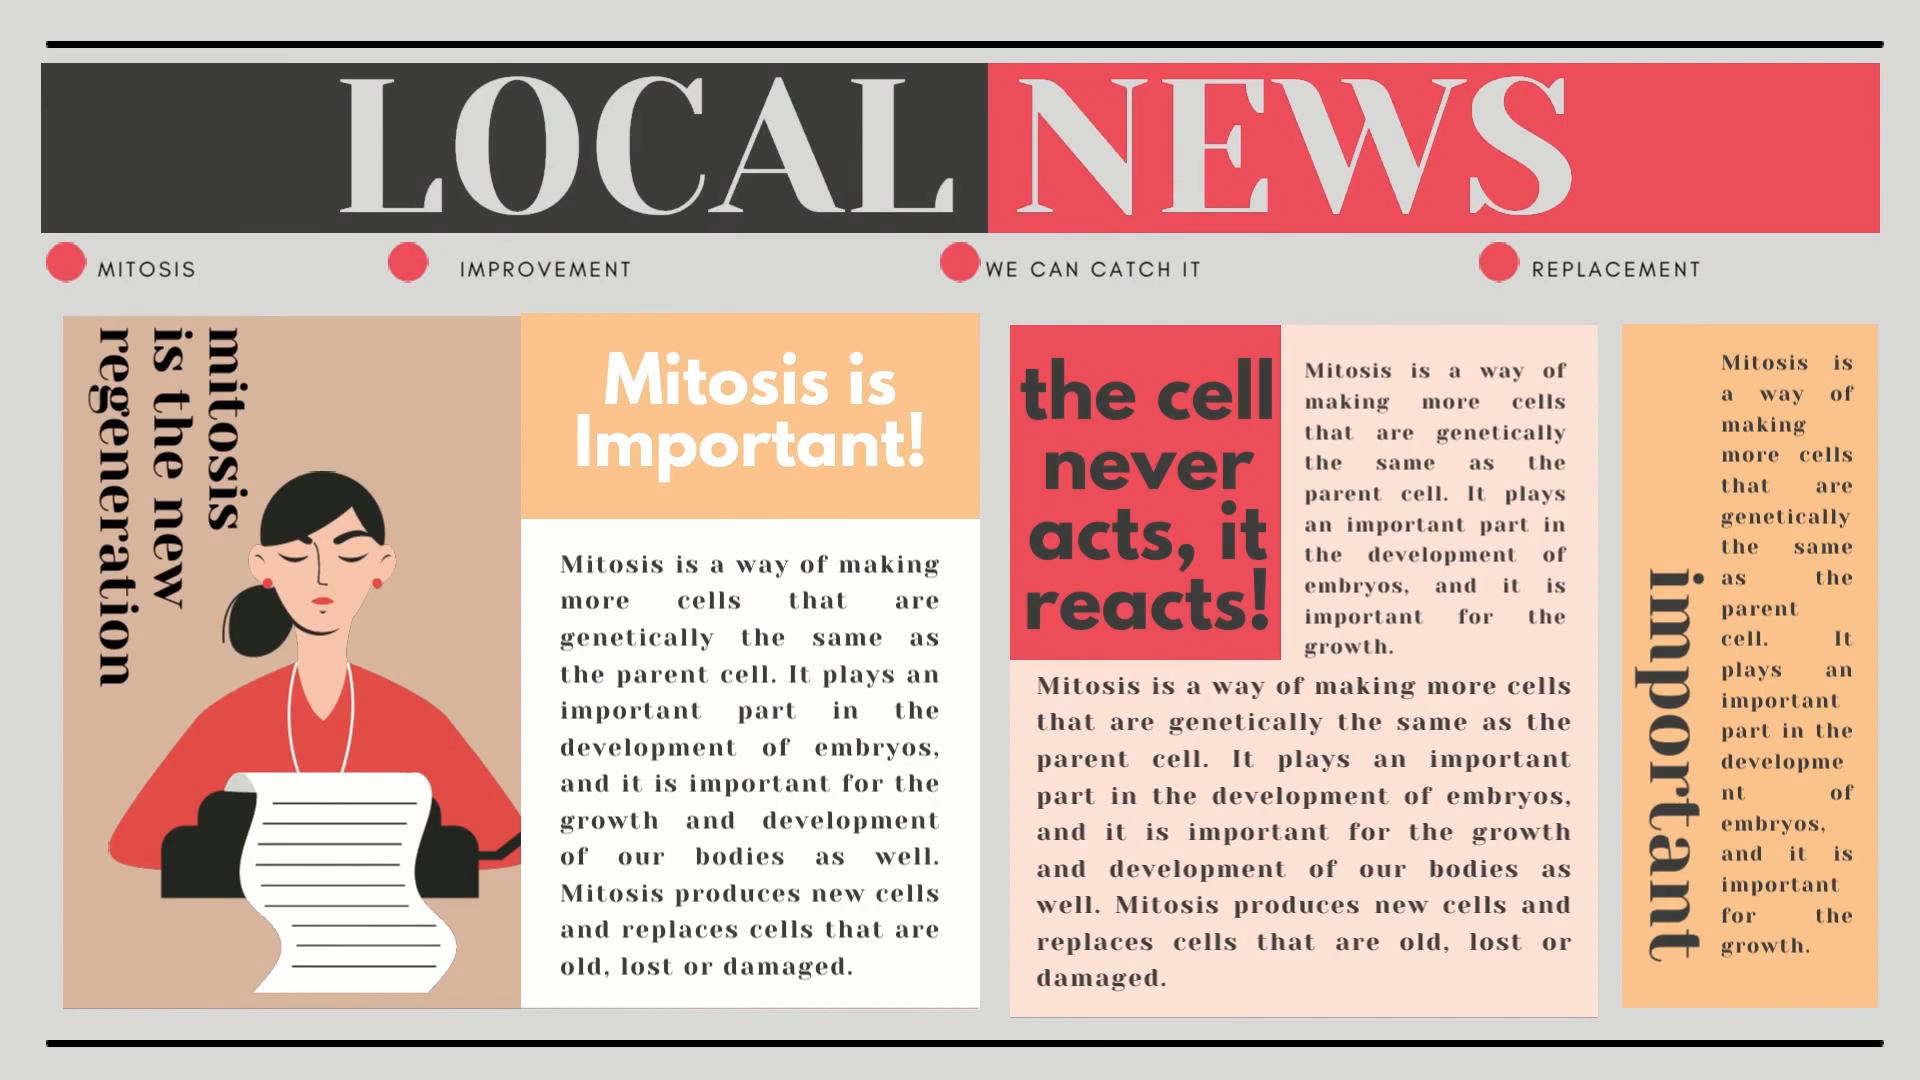 LOCAL NEWS
MITOSIS
IMPROVEMENT
WE CAN CATCH IT
REPLACEMENT
mitosis
is the new
regeneration
Mitosis is
Important!
Mitosis is a way of making
more cells that are
genetically the same as
the parent cell. It plays an
important part in the
development of embryos,
and it is important for the
growth and development
of our bodies as well.
Mitosis produces new cells
and replaces cells that are
old, lost or damaged.
the cell
never
acts, it
reacts!
Mitosis is a way of
making more cells
that are genetically
the same as the
parent cell. It plays
an important part in
the development of
embryos, and it is
important for the
growth.
Mitosis is a way of making more cells
that are genetically the same as the
parent cell. It plays an important
part in the development of embryos,
and it is important for the growth
and development of our bodies as
well. Mitosis produces new cells and
replaces cells that are old, lost or
damaged.
important
Mitosis is
a way of
making
more cells
that are
genetically
the same
as the
parent
cell. It
plays an
important
part in the
developme
nt of
embryos,
and it is
important
for the
growth.